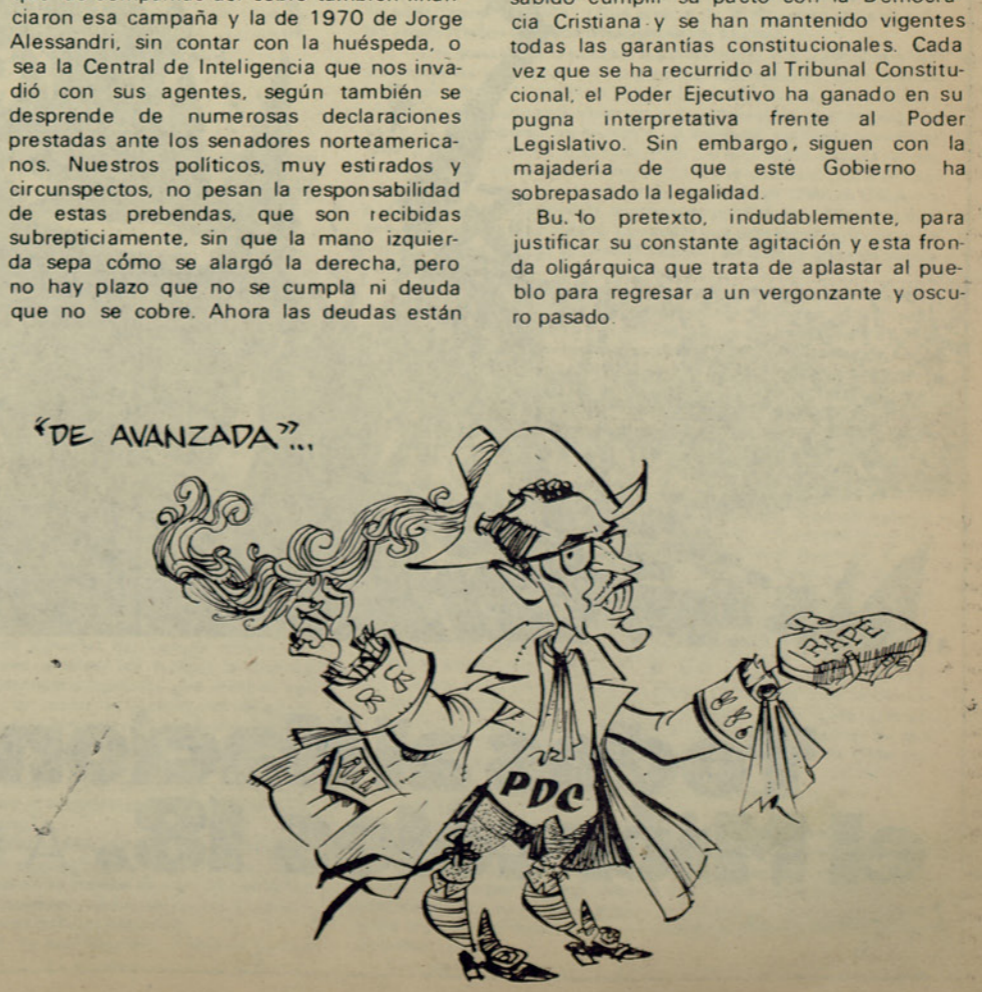 ciaron esa campaña y la de 1970 de Jorge
Alessandri, sin contar con la huéspeda, o
sea la Central de Inteligencia que nos inva-
dió con sus agentes, según también se
desprende de numerosas declaraciones
prestadas ante los senadores norteamerica-
nos. Nuestros políticos, muy estirados y
circunspectos, no pesan la responsabilidad
de estas prebendas, que son recibidas
subrepticiamente, sin que la mano izquier-
da sepa cómo se alargó la derecha, pero
no hay plazo que no se cumpla ni deuda
que no se cobre. Ahora las deudas están
cia Cristiana y se han mantenido vigentes
todas las garantías constitucionales. Cada
vez que se ha recurrido al Tribunal Constitu-
cional, el Poder Ejecutivo ha ganado en su
pugna interpretativa frente al Poder
Legislativo. Sin embargo, siguen con la
majadería de que este Gobierno ha
sobrepasado la legalidad.
pretexto, indudablemente, para
justificar su constante agitación y esta fron-
da oligárquica que trata de aplastar al pue-
blo para regresar a un vergonzante y oscu-
ro pasado.
"DE AVANZADA"...
RAPE
PDC